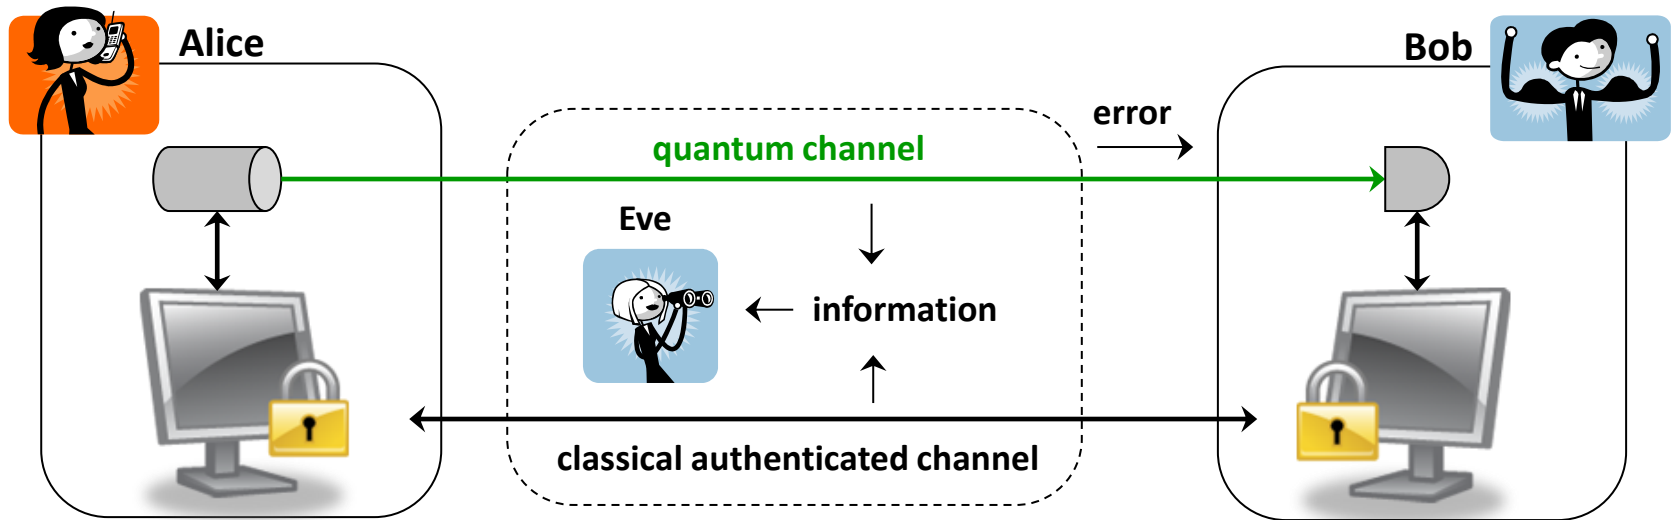 Alice
Bob
error
quantum channel
Eve
information
classical authenticated channel